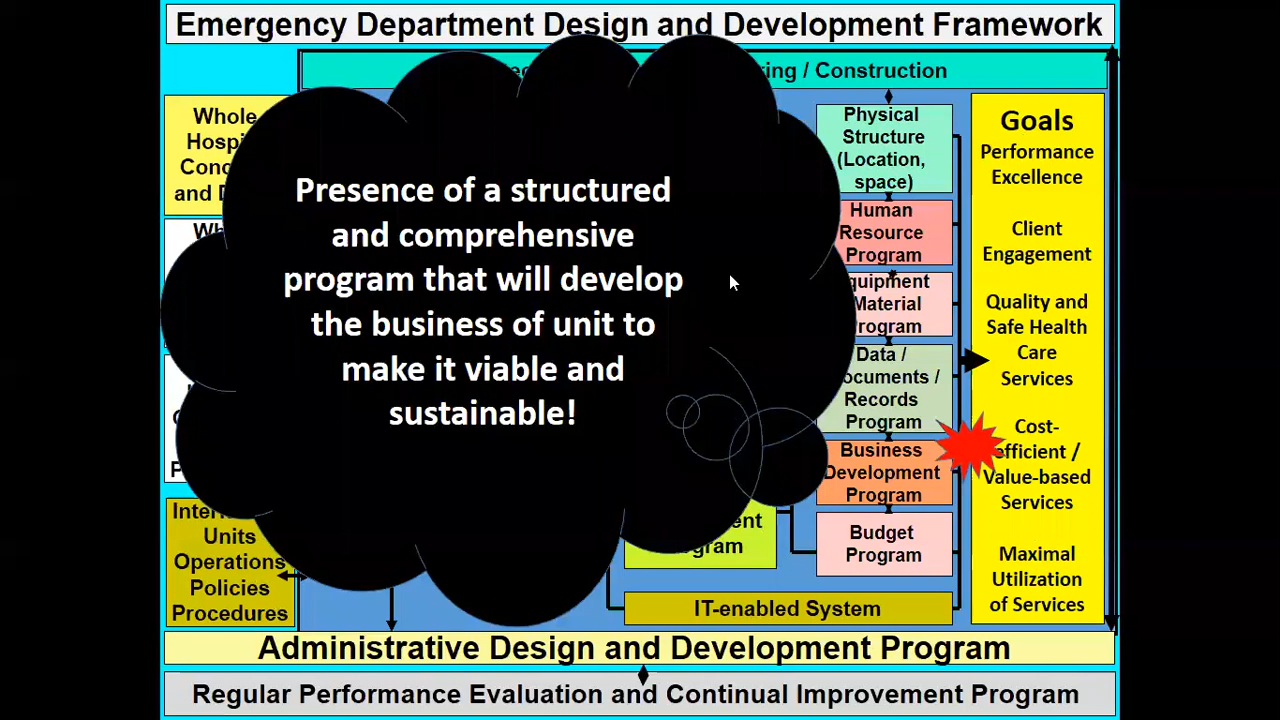 Emergency Department Design and Development Framework
/ Construction
Whole
and
Presence of a structured
and comprehensive
program that will develop
the business of unit to
make it viable and
sustainable!
Units
Operations
Policies
Procedures
Physical
Structure
(Location,
space)
Human
Resource
Program
Material
Program
Data /
Records
Program
Business
Development
Program
Budget
Program
IT-enabled System
Goals
Performance
Excellence
Client
Engagement
Quality and
Safe Health
Care
Services
Cost-
efficient /
Value-based
Services
Maximal
Utilization
of Services
Administrative Design and Development Program
Regular Performance Evaluation and Continual Improvement Program